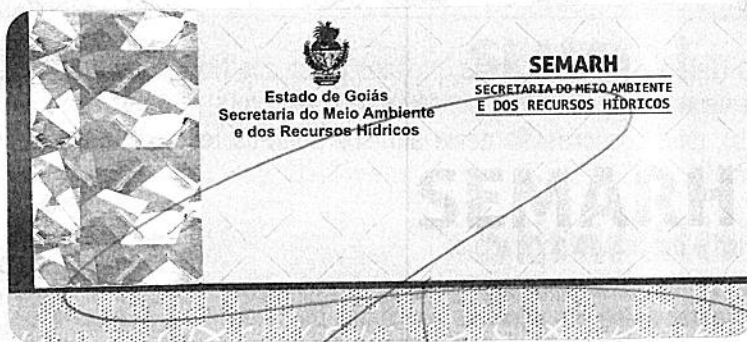 Estado de Goiás
Secretaria do Meio Ambiente
e dos Recursos Hídricos
SEMARH
SECRETARIA DO MEIO AMBIENTE
E DOS RECURSOS HÍDRICOS